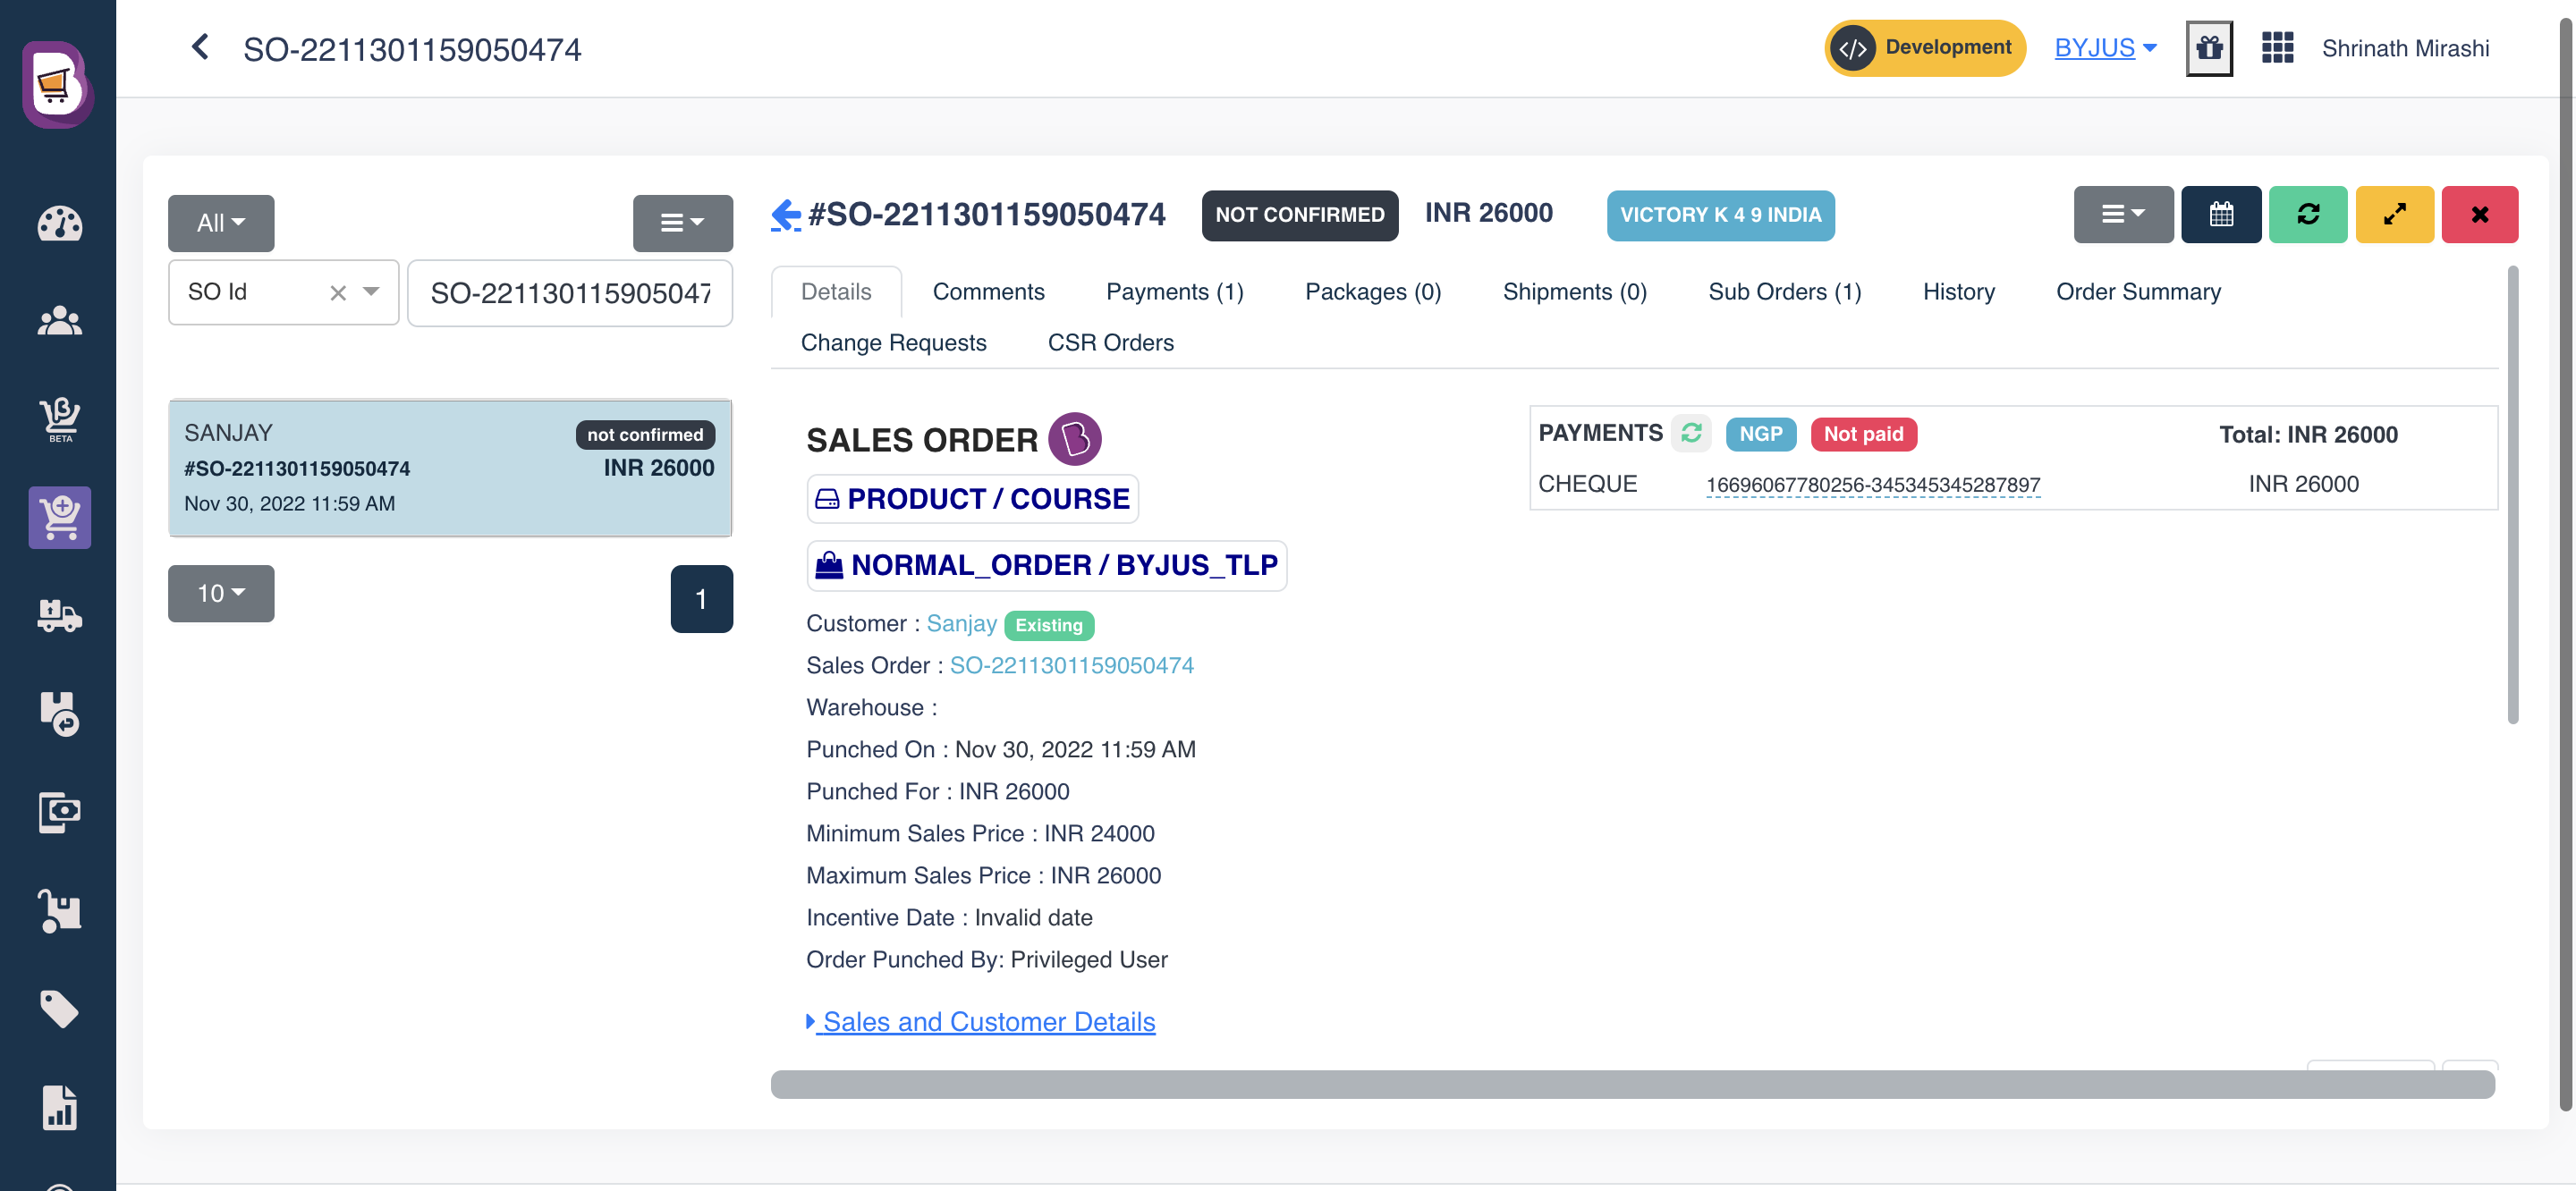 SO-2211301159050474
</> Development
BYJUS
Shrinath Mirashi
BETA
All
SO Id
SO-221130115905047
SANJAY
not confirmed
#SO-2211301159050474
INR 26000
Nov 30, 2022 11:59 AM
10
1
#SO-2211301159050474
NOT CONFIRMED
INR 26000
VICTORY K 4 9 INDIA
Details
Comments
Payments (1)
Packages (0)
Shipments (0)
Sub Orders (1)
History
Order Summary
Change Requests
CSR Orders
SALES ORDER
PRODUCT / COURSE
NORMAL_ORDER / BYJUS_TLP
Customer : Sanjay Existing
Sales Order : SO-2211301159050474
Warehouse :
Punched On : Nov 30, 2022 11:59 AM
Punched For : INR 26000
Minimum Sales Price : INR 24000
Maximum Sales Price : INR 26000
Incentive Date : Invalid date
Order Punched By: Privileged User
Sales and Customer Details
PAYMENTS NGP Not paid Total: INR 26000
CHEQUE 16696067780256-345345345287897 INR 26000